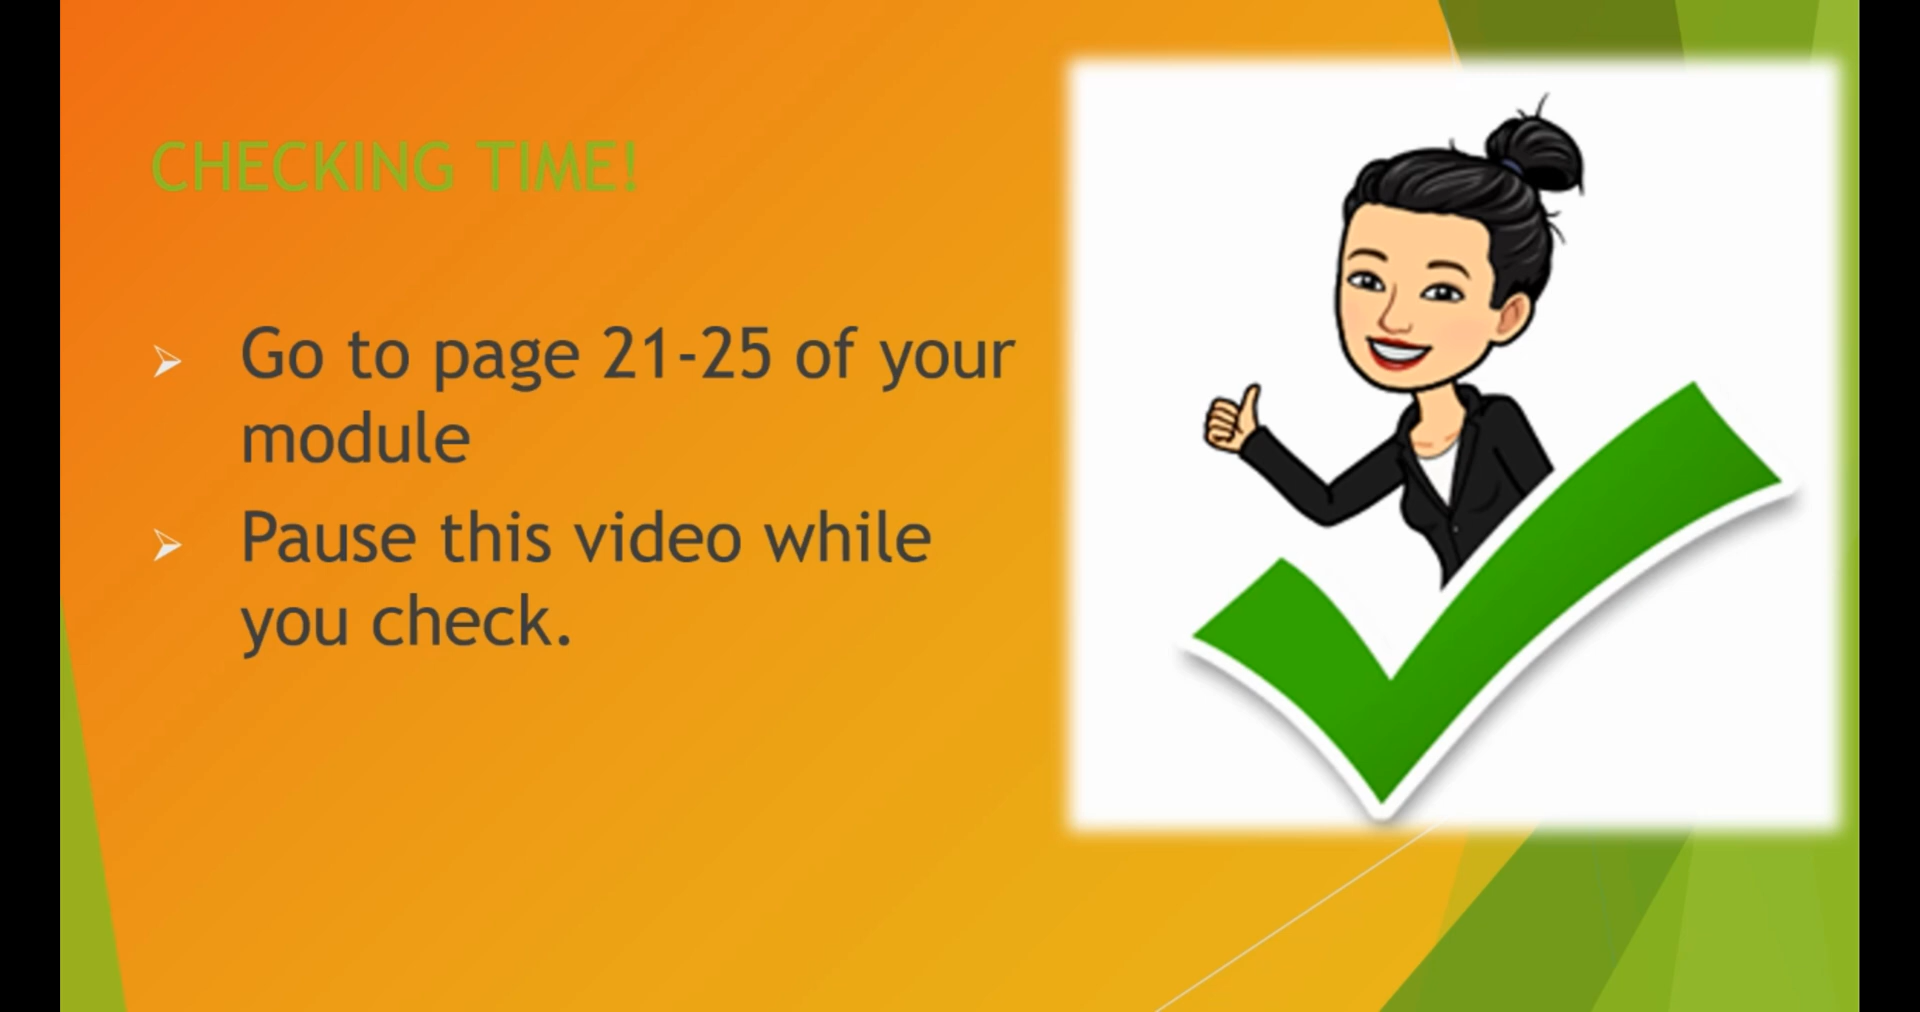 CHECKING TIME!
Go to page 21-25 of your
module
Pause this video while
you check.